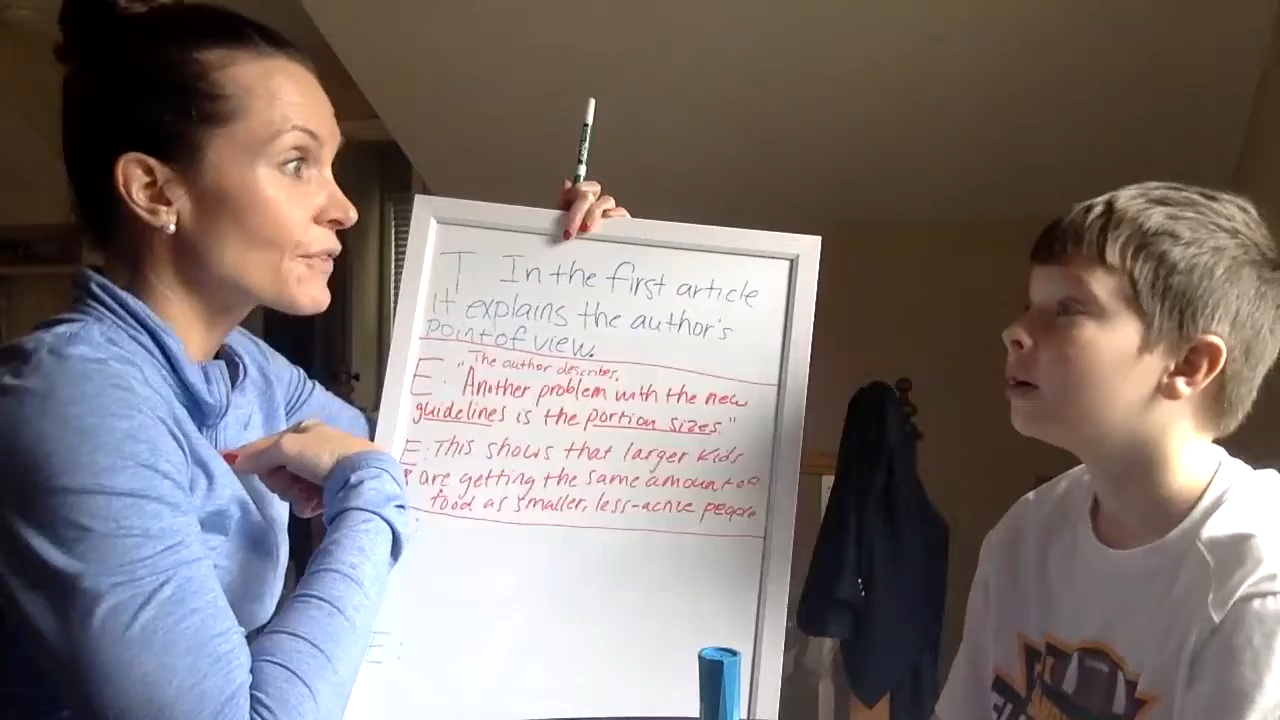 T In the first article
it explains the author's
point of view.
"The author describes,
E: "Another problem with the new
guidelines is the portion sizes."
E: This shows that larger kids
are getting the same amount of
food as smaller, less-active people
E: